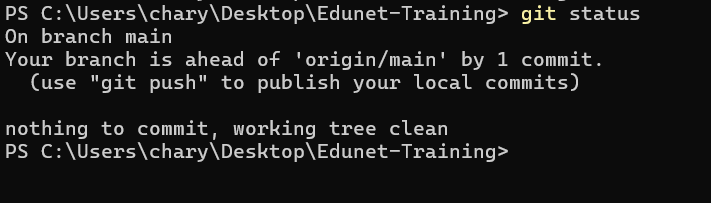 PS C:\Users\chary\Desktop\Edunet-Training> git status
On branch main
Your branch is ahead of 'origin/main' by 1 commit.
  (use "git push" to publish your local commits)

nothing to commit, working tree clean
PS C:\Users\chary\Desktop\Edunet-Training>